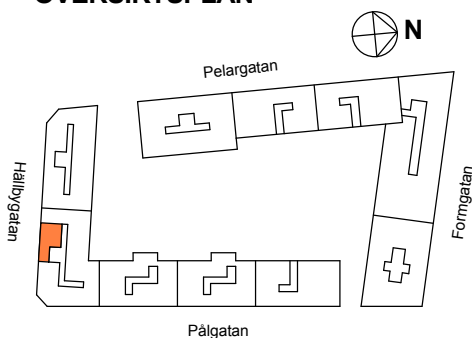 ÖVERSIKTSPLAN
N
Pelargatan
Hällbygatan
Formgatan
Pålgatan